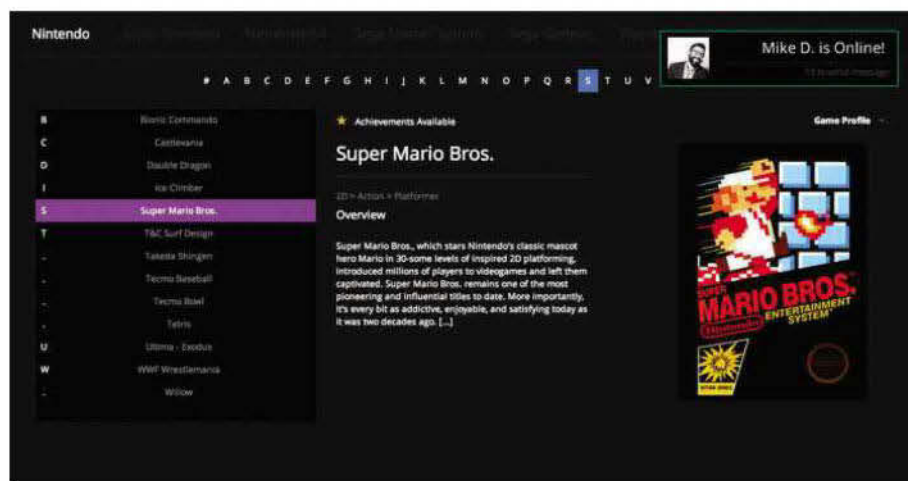 Nintendo
Mike D. is Online!
# A B C D E F G H I J K L M N O P Q R S T U V
B Bionic Commando
C Castlevania
D Double Dragon
I Ice Climber
S Super Mario Bros.
T T&C Surf Design
- Takeda Shingen
- Tecmo Baseball
- Tecmo Bowl
- Tetris
U Ultima - Exodus
W WWF Wrestlemania
- Willow
★ Achievements Available
Super Mario Bros.
2D > Action > Platformer
Overview
Super Mario Bros., which stars Nintendo's classic mascot
hero Mario in 30-some levels of inspired 2D platforming,
introduced millions of players to videogames and left them
captivated. Super Mario Bros. remains one of the most
pioneering and influential titles to date. More importantly,
it's every bit as addictive, enjoyable, and satisfying today as
it was two decades ago. [...]
Game Profile
SUPER
MARIO BROS.
Nintendo
ENTERTAINMENT
SYSTEM